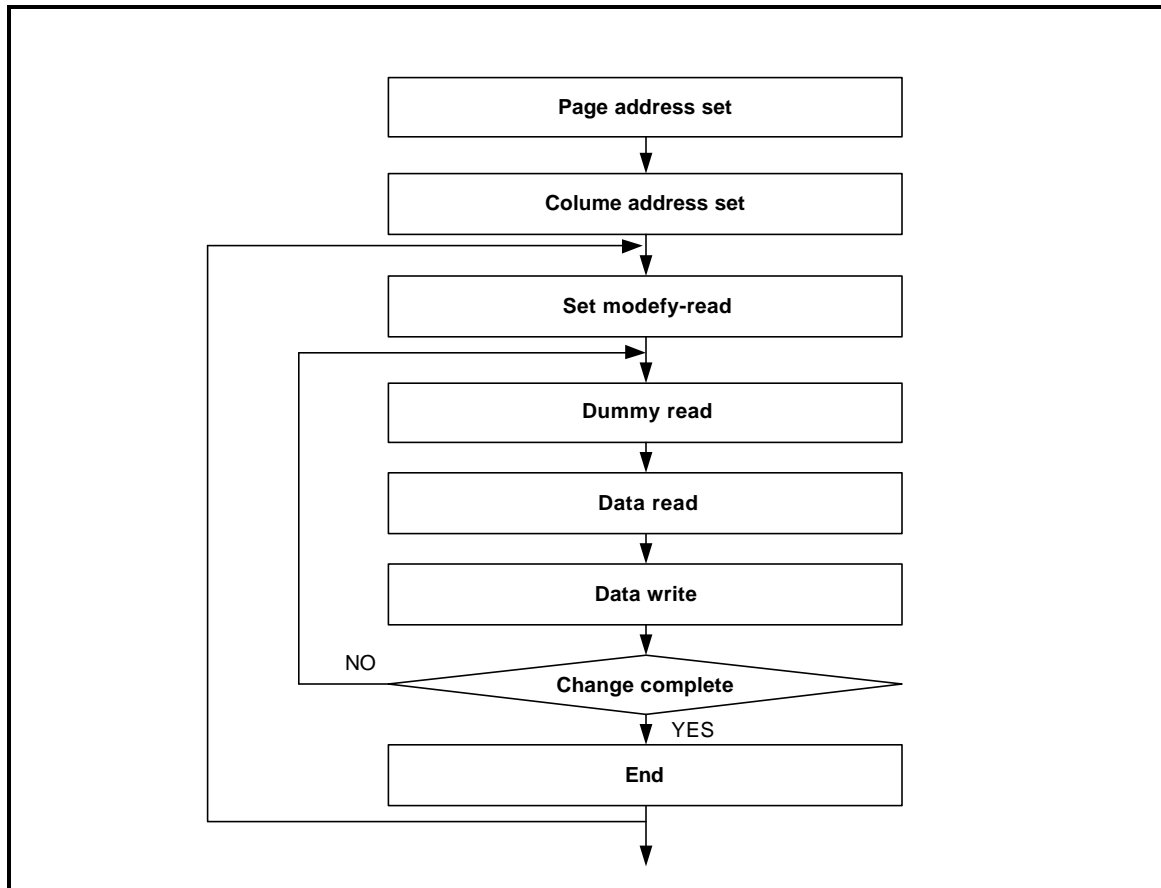 Page address set
Colume address set
Set modefy-read
Dummy read
Data read
Data write
NO
Change complete
YES
End